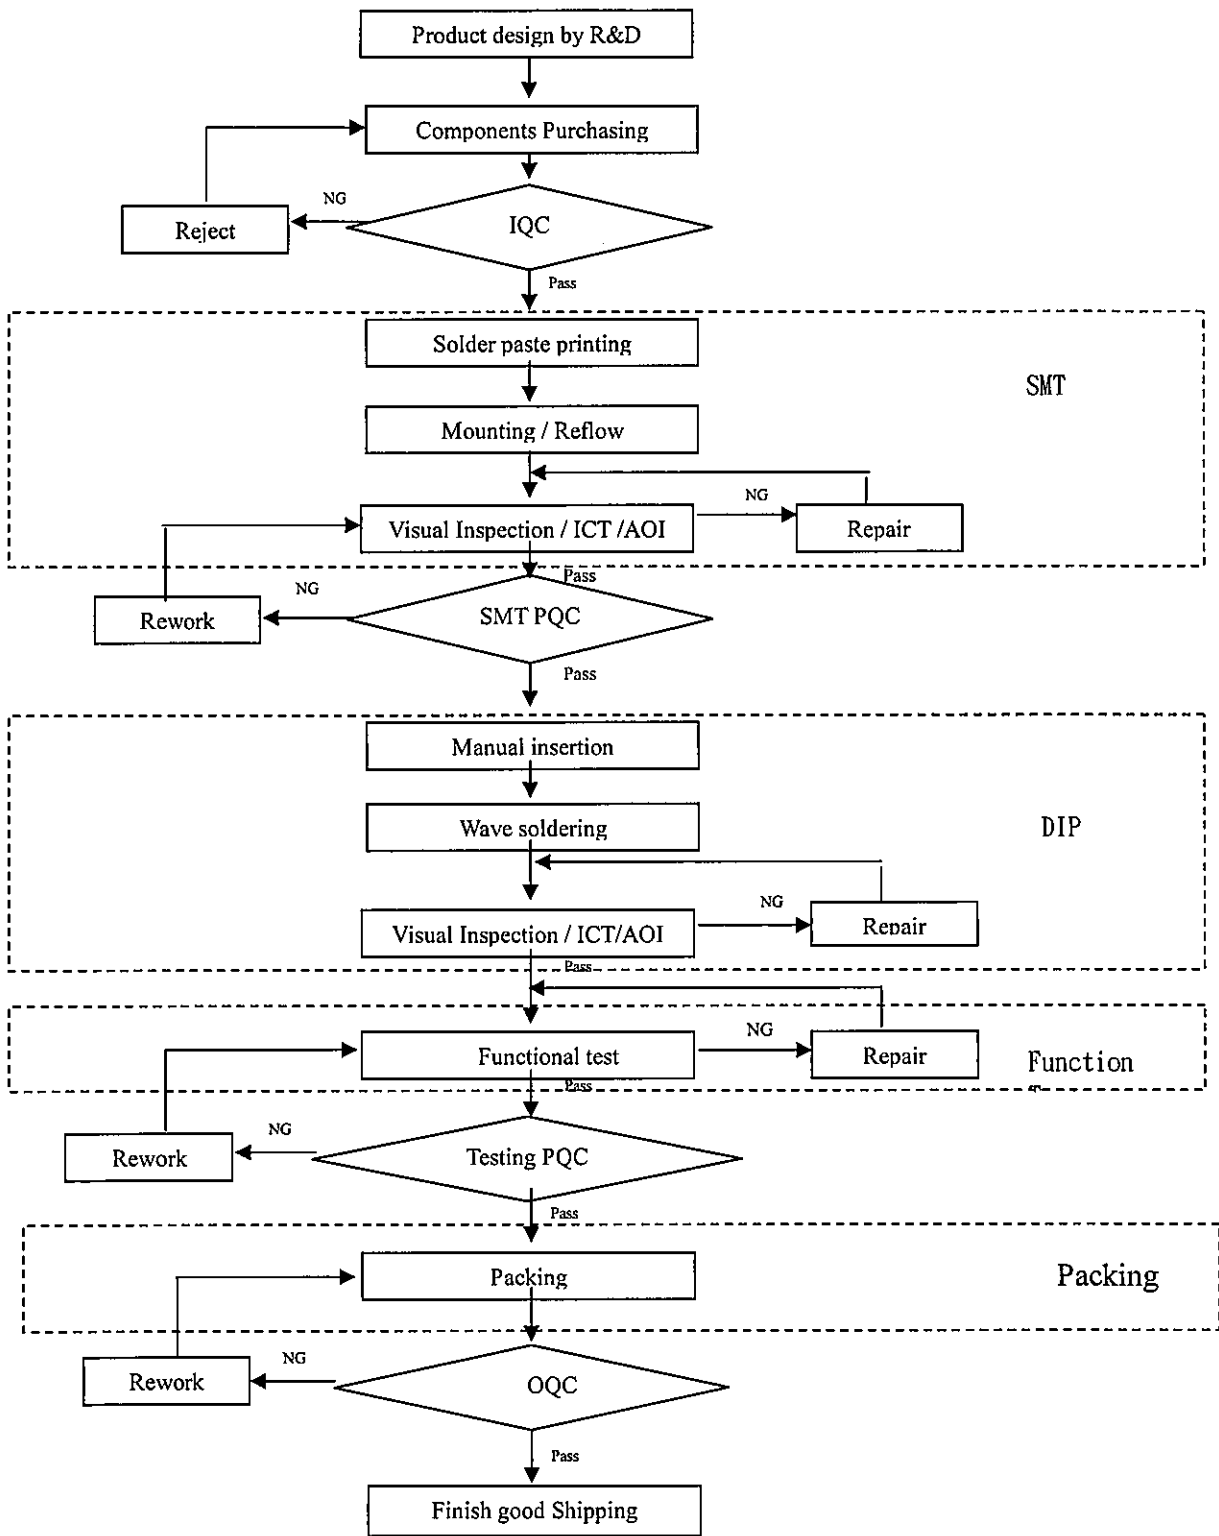 Product design by R&D
Components Purchasing
NG
Reject
IQC
Pass
Solder paste printing
SMT
Mounting / Reflow
NG
Visual Inspection / ICT /AOI
Repair
Pass
NG
Rework
SMT PQC
Pass
Manual insertion
Wave soldering
DIP
NG
Visual Inspection / ICT/AOI
Repair
Pass
NG
Functional test
Repair
Function
Pass
NG
Rework
Testing PQC
Pass
Packing
Packing
NG
Rework
OQC
Pass
Finish good Shipping